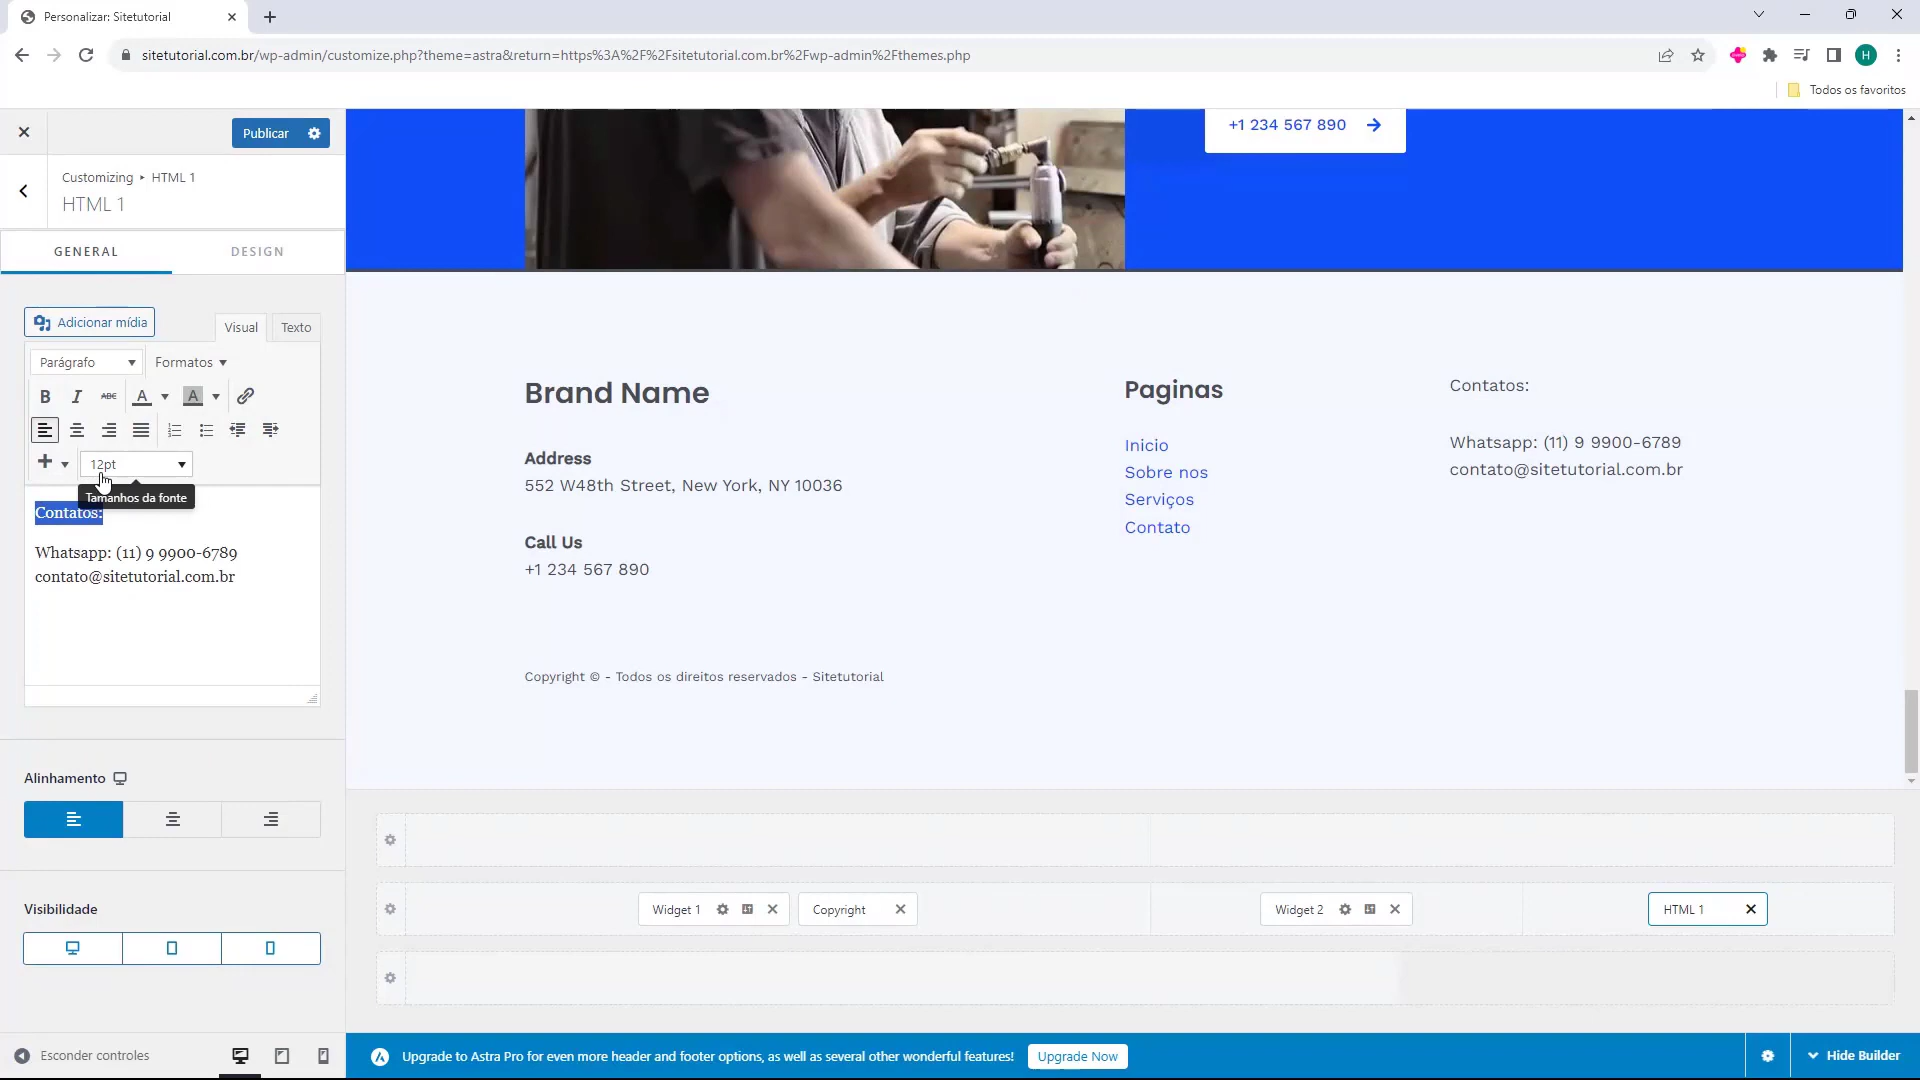 Personalizar: Sitetutorial
sitetutorial.com.br/wp-admin/customize.php?theme=astra&return=https%3A%2F%2Fsitetutorial.com.br%2Fwp-admin%2Fthemes.php
H
Todos os favoritos
Publicar
Customizing ▸ HTML 1
HTML 1
GENERAL
DESIGN
Adicionar mídia
Visual
Texto
Parágrafo
Formatos
B I ABC A A
12pt
Tamanhos da fonte
Contatos:
Whatsapp: (11) 9 9900-6789
contato@sitetutorial.com.br
Alinhamento
Visibilidade
Esconder controles
+1 234 567 890
Brand Name
Address
552 W48th Street, New York, NY 10036
Call Us
+1 234 567 890
Copyright © - Todos os direitos reservados - Sitetutorial
Paginas
Inicio
Sobre nos
Serviços
Contato
Contatos:
Whatsapp: (11) 9 9900-6789
contato@sitetutorial.com.br
Widget 1
Copyright
Widget 2
HTML 1
Upgrade to Astra Pro for even more header and footer options, as well as several other wonderful features!
Upgrade Now
Hide Builder